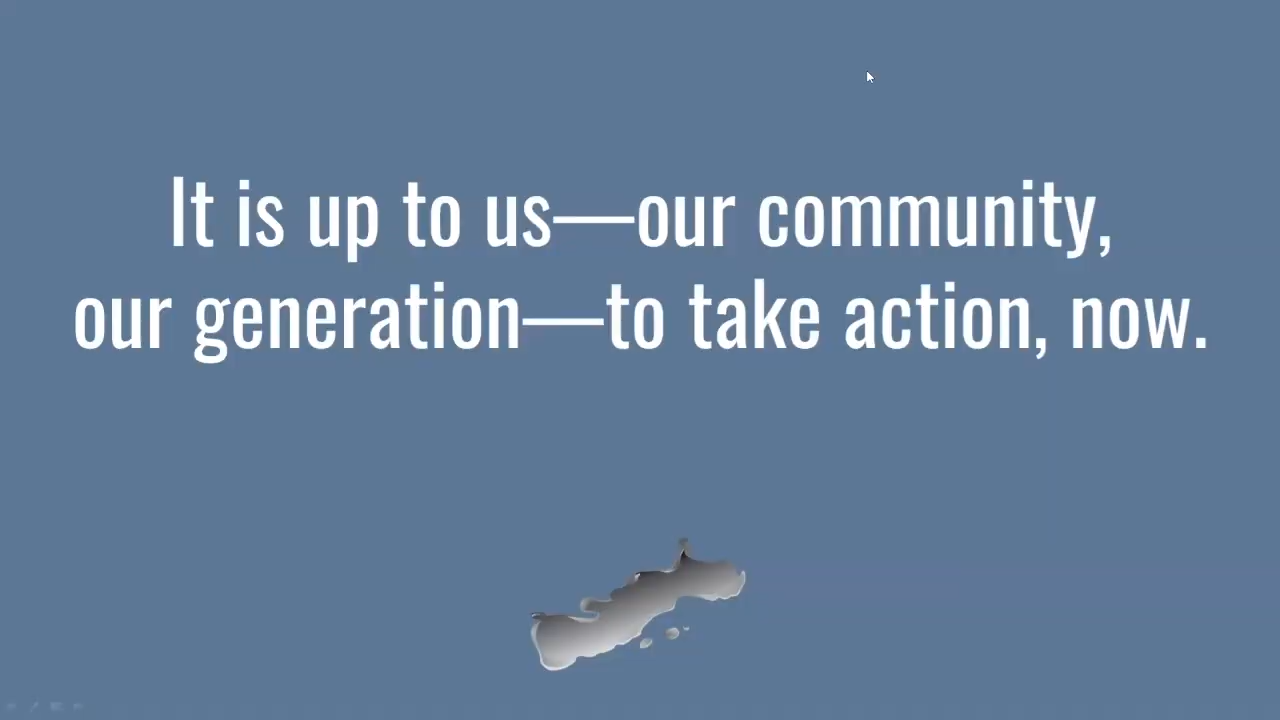 It is up to us—our community,
our generation—to take action, now.